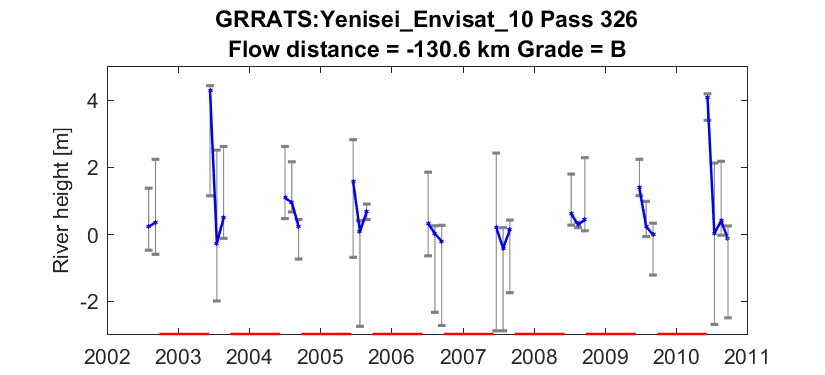 GRRATS:Yenisei_Envisat_10 Pass 326
Flow distance = -130.6 km Grade = B
River height [m]
4
2
0
-2
2002 2003 2004 2005 2006 2007 2008 2009 2010 2011